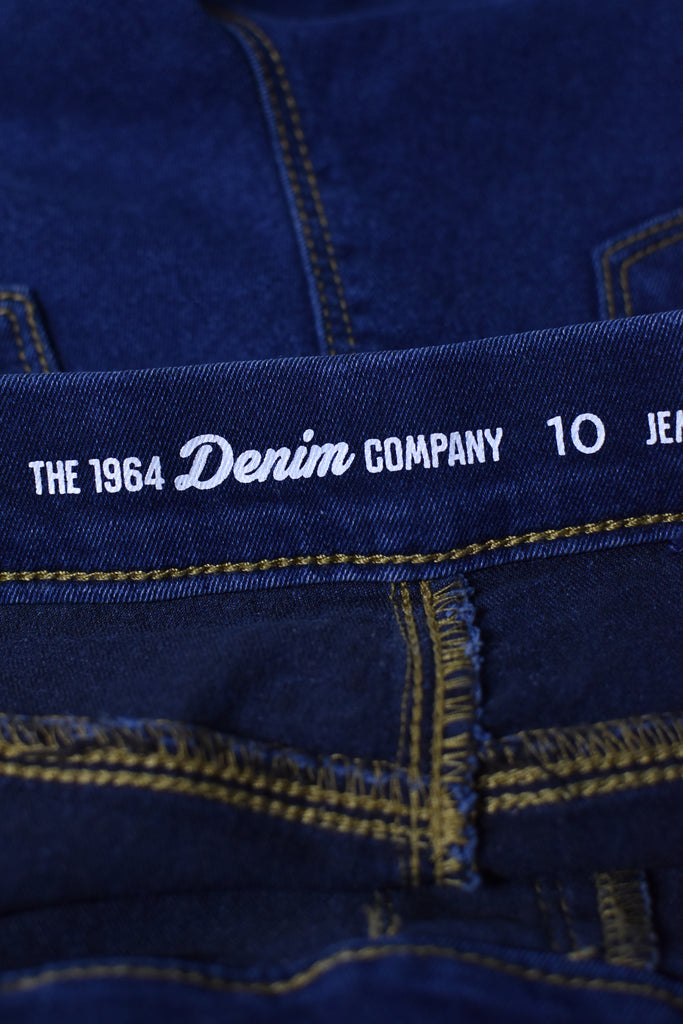 THE 1964 Denim COMPANY 10